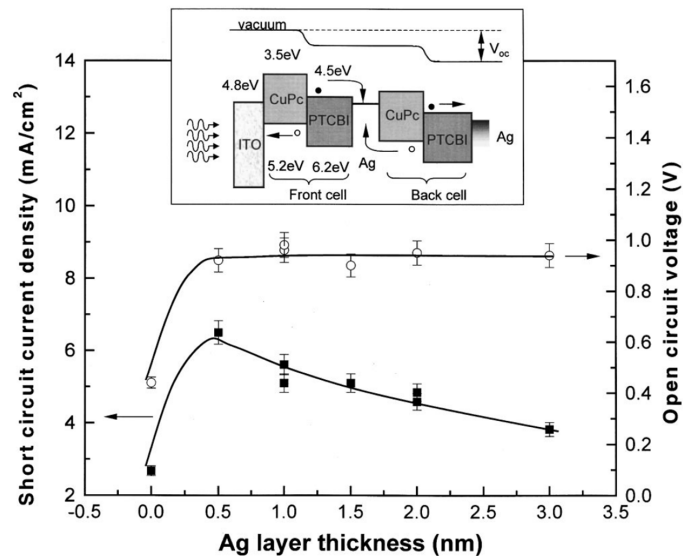 vacuum
V_oc
3.5eV
4.8eV
4.5eV
CuPc
PTCBI
CuPc
PTCBI
ITO
Ag
Ag
5.2eV 6.2eV
Front cell
Back cell
Short circuit current density (mA/cm²)
14
12
10
8
6
4
2
Open circuit voltage (V)
1.6
1.4
1.2
1.0
0.8
0.6
0.4
0.2
0.0
-0.5 0.0 0.5 1.0 1.5 2.0 2.5 3.0 3.5
Ag layer thickness (nm)